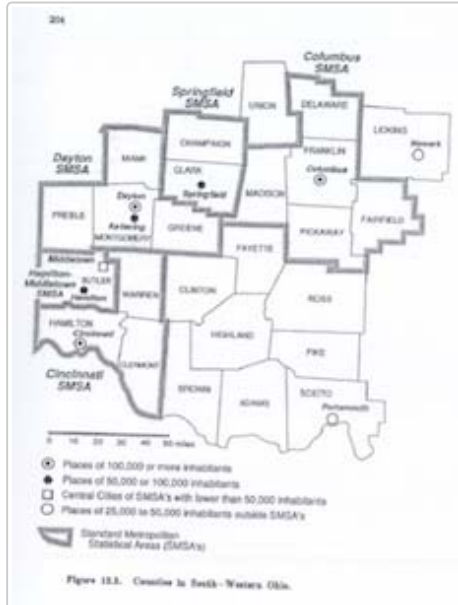 204
Columbus
SMSA
Springfield
SMSA
UNION
DELAWARE
LICKING
Newark
CHAMPAIGN
FRANKLIN
Dayton
SMSA
MIAMI
CLARK
Springfield
MADISON
Columbus
PREBLE
Dayton
Kettering
MONTGOMERY
GREENE
PICKAWAY
FAIRFIELD
Middletown
FAYETTE
Hamilton-
Middletown
SMSA
BUTLER
Hamilton
WARREN
CLINTON
ROSS
HAMILTON
Cincinnati
HIGHLAND
PIKE
Cincinnati
SMSA
CLERMONT
BROWN
ADAMS
SCIOTO
Portsmouth
0 10 20 30 40 50 miles
Places of 100,000 or more inhabitants
Places of 50,000 or 100,000 inhabitants
Central Cities of SMSA's with fewer than 50,000 inhabitants
Places of 25,000 to 50,000 inhabitants outside SMSA's
Standard Metropolitan
Statistical Areas (SMSA's)
Figure 12.5. Counties in South-Western Ohio.